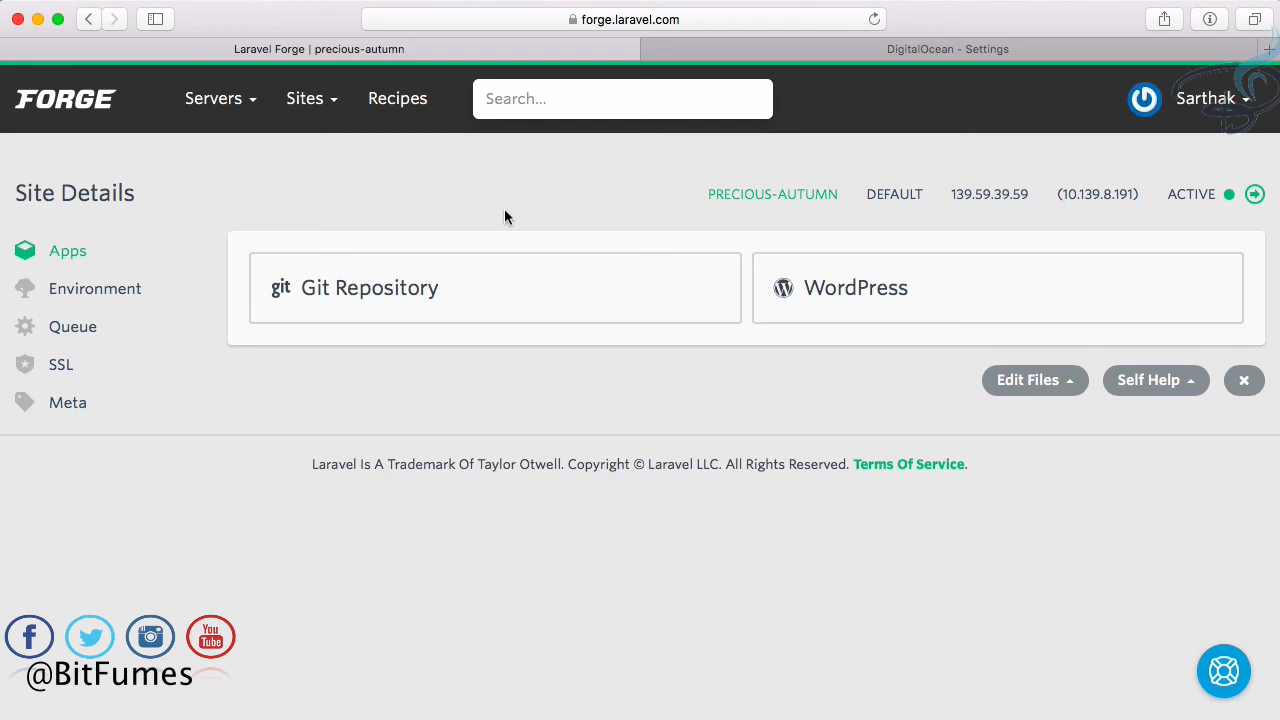 forge.laravel.com
Laravel Forge | precious-autumn
DigitalOcean - Settings
FORGE
Servers
Sites
Recipes
Search...
Sarthak
Site Details
PRECIOUS-AUTUMN
DEFAULT
139.59.39.59
(10.139.8.191)
ACTIVE
Apps
Environment
Queue
SSL
Meta
git Git Repository
WordPress
Edit Files
Self Help
Laravel Is A Trademark Of Taylor Otwell. Copyright © Laravel LLC. All Rights Reserved. Terms Of Service.
You
Tube
@BitFumes